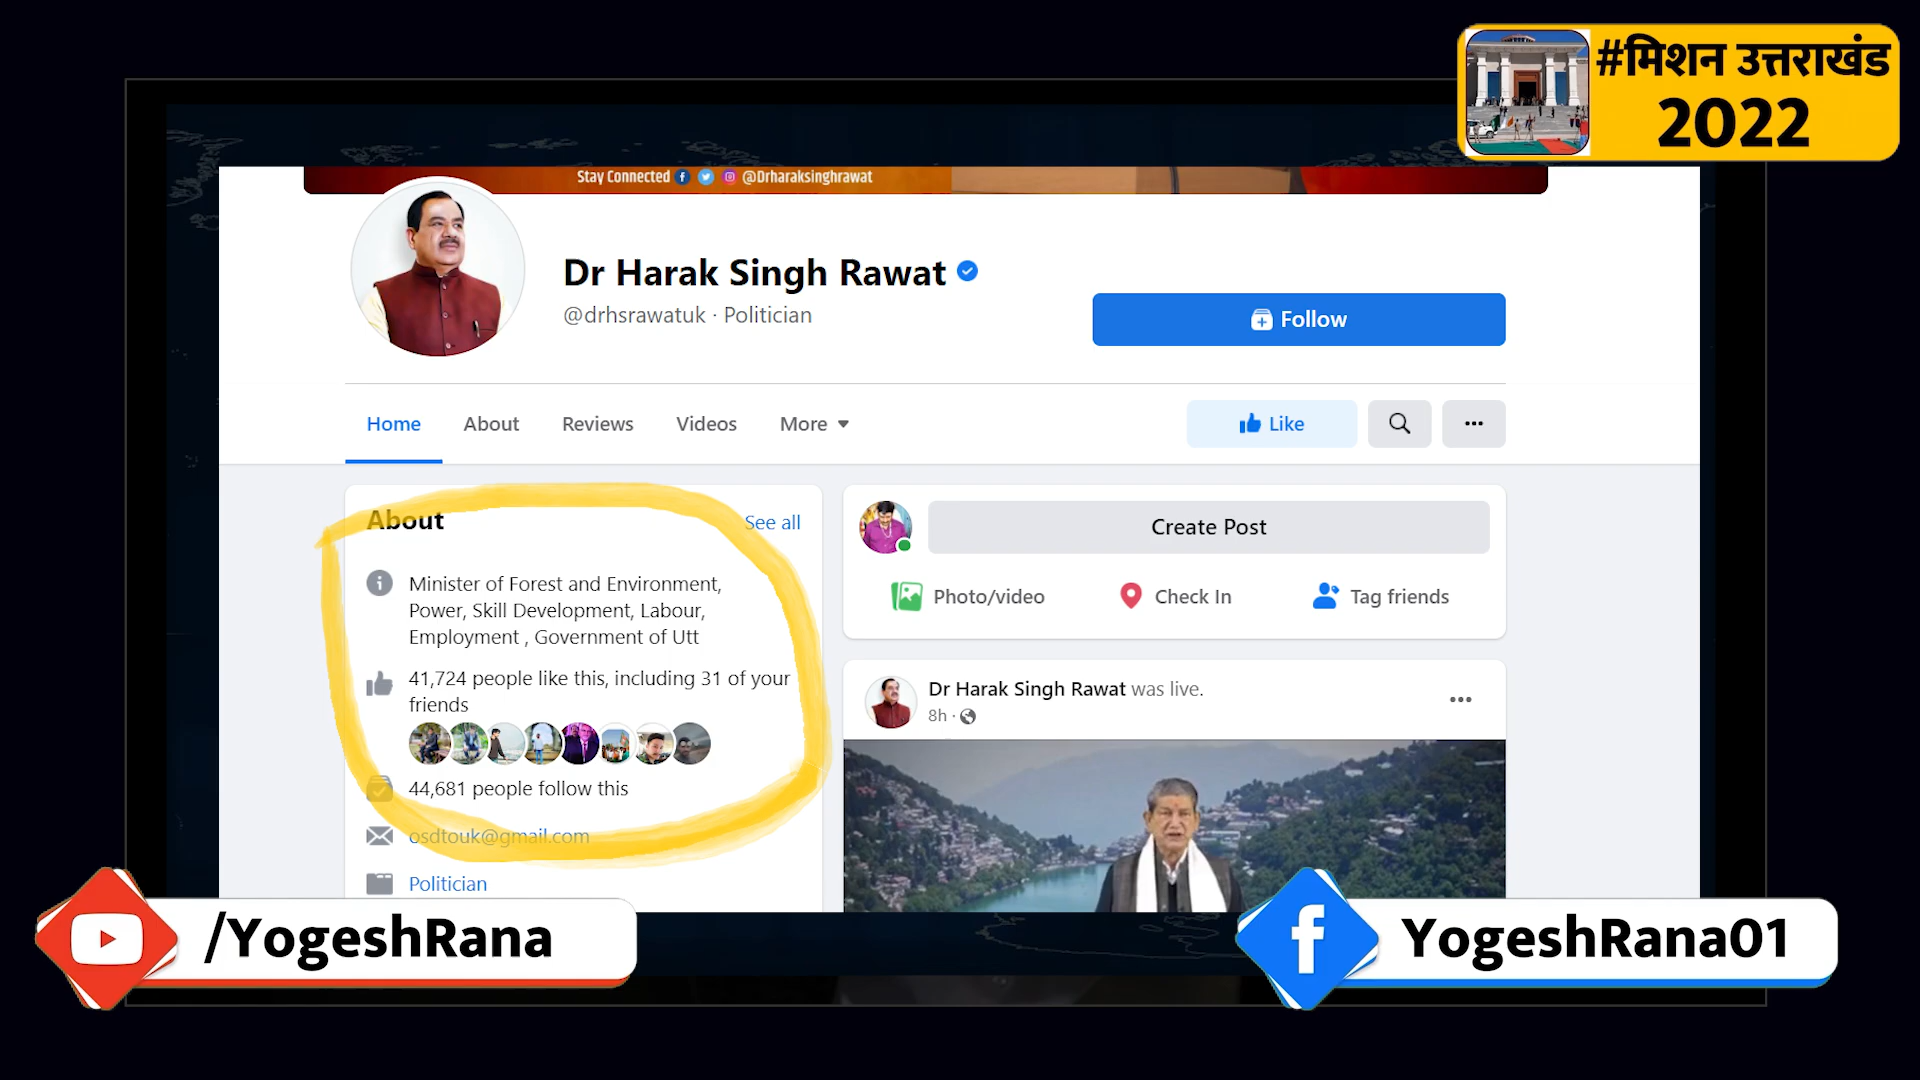 #मिशन उत्तराखंड
2022
Stay Connected @Drharaksinghrawat
Dr Harak Singh Rawat
@drhsrawatuk · Politician
Follow
Home About Reviews Videos More
Like
About See all
Minister of Forest and Environment,
Power, Skill Development, Labour,
Employment , Government of Utt
41,724 people like this, including 31 of your
friends
44,681 people follow this
osdtouk@gmail.com
Politician
Create Post
Photo/video Check In Tag friends
Dr Harak Singh Rawat was live.
8h ·
/YogeshRana
YogeshRana01